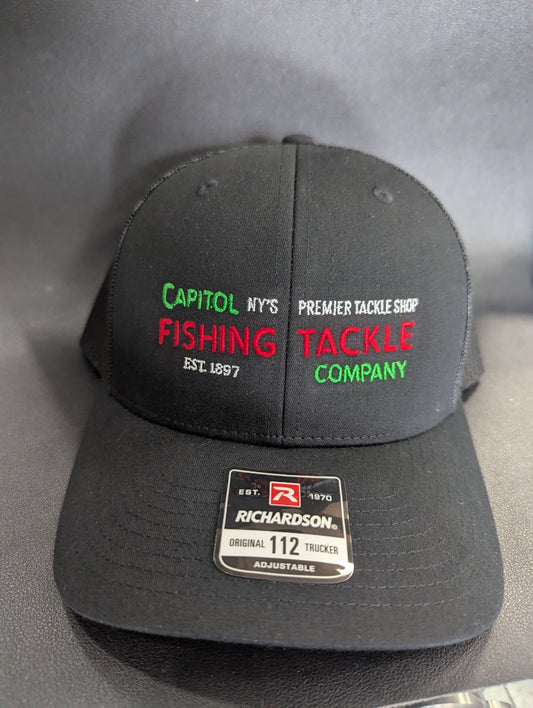 CAPITOL NY'S PREMIER TACKLE SHOP
FISHING TACKLE
EST. 1897 COMPANY
EST. R 1970
RICHARDSON®
ORIGINAL 112 TRUCKER
ADJUSTABLE